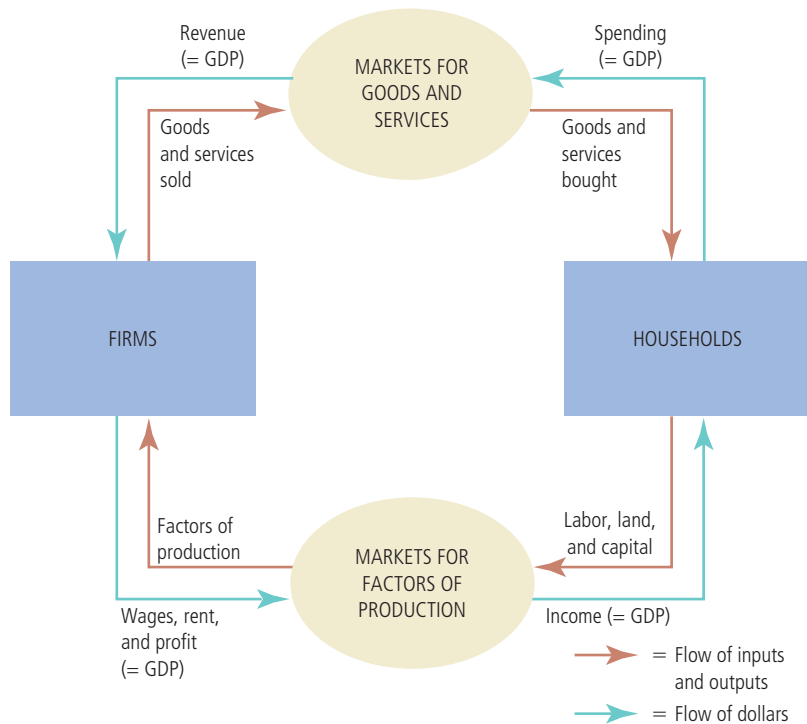 Revenue
(= GDP)
Spending
(= GDP)
MARKETS FOR
GOODS AND
SERVICES
Goods
and services
sold
Goods and
services
bought
FIRMS
HOUSEHOLDS
Factors of
production
Labor, land,
and capital
MARKETS FOR
FACTORS OF
PRODUCTION
Wages, rent,
and profit
(= GDP)
Income (= GDP)
= Flow of inputs
and outputs
= Flow of dollars